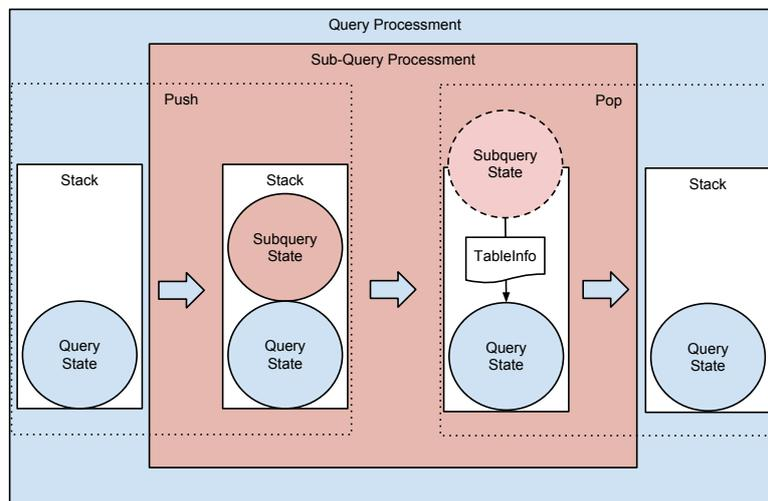 Query Processment
Sub-Query Processment
Push
Pop
Stack
Query
State
Stack
Subquery
State
Query
State
Subquery
State
TableInfo
Query
State
Stack
Query
State